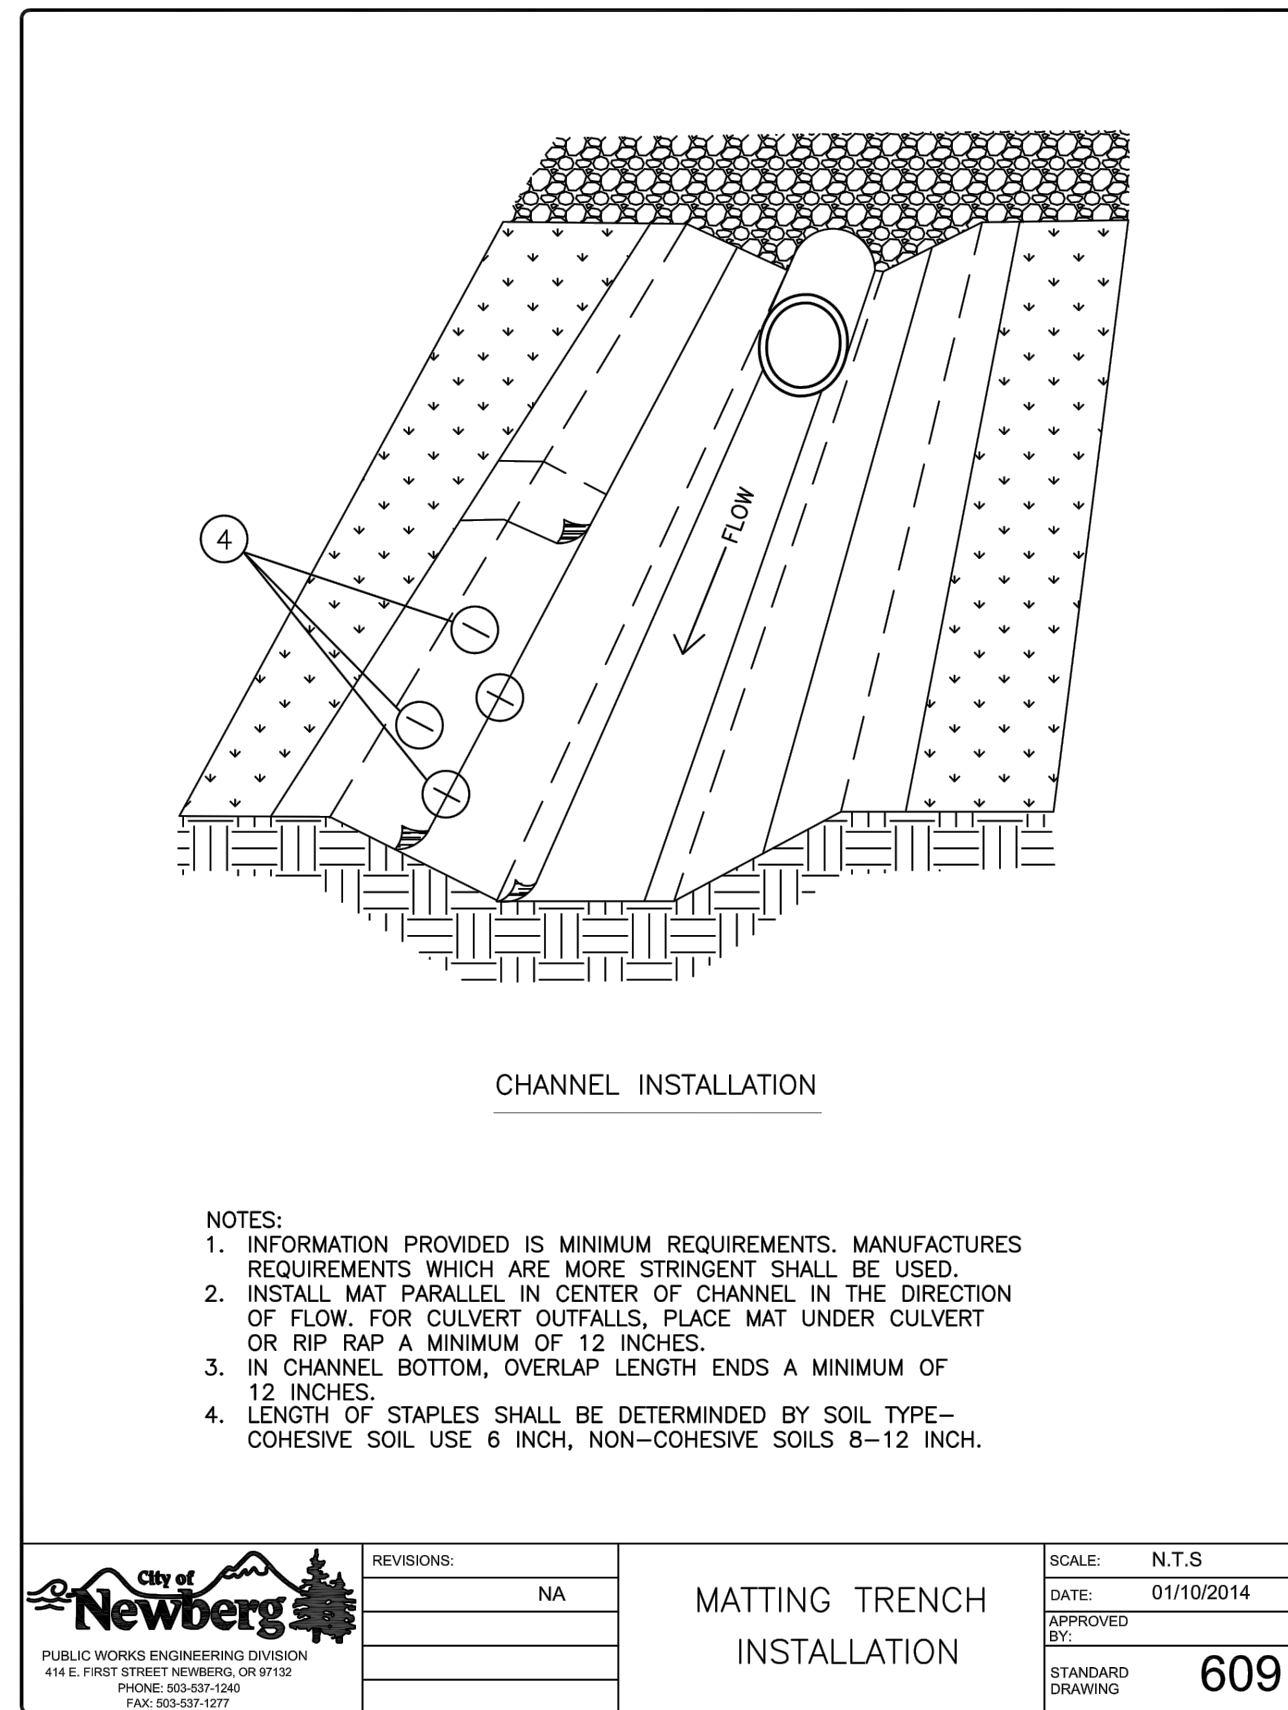 4
FLOW
CHANNEL INSTALLATION
NOTES:
1. INFORMATION PROVIDED IS MINIMUM REQUIREMENTS. MANUFACTURES
REQUIREMENTS WHICH ARE MORE STRINGENT SHALL BE USED.
2. INSTALL MAT PARALLEL IN CENTER OF CHANNEL IN THE DIRECTION
OF FLOW. FOR CULVERT OUTFALLS, PLACE MAT UNDER CULVERT
OR RIP RAP A MINIMUM OF 12 INCHES.
3. IN CHANNEL BOTTOM, OVERLAP LENGTH ENDS A MINIMUM OF
12 INCHES.
4. LENGTH OF STAPLES SHALL BE DETERMINDED BY SOIL TYPE-
COHESIVE SOIL USE 6 INCH, NON-COHESIVE SOILS 8-12 INCH.
City of
Newberg
PUBLIC WORKS ENGINEERING DIVISION
414 E. FIRST STREET NEWBERG, OR 97132
PHONE: 503-537-1240
FAX: 503-537-1277
REVISIONS:
NA
MATTING TRENCH
INSTALLATION
SCALE: N.T.S
DATE: 01/10/2014
APPROVED
BY:
STANDARD
DRAWING
609